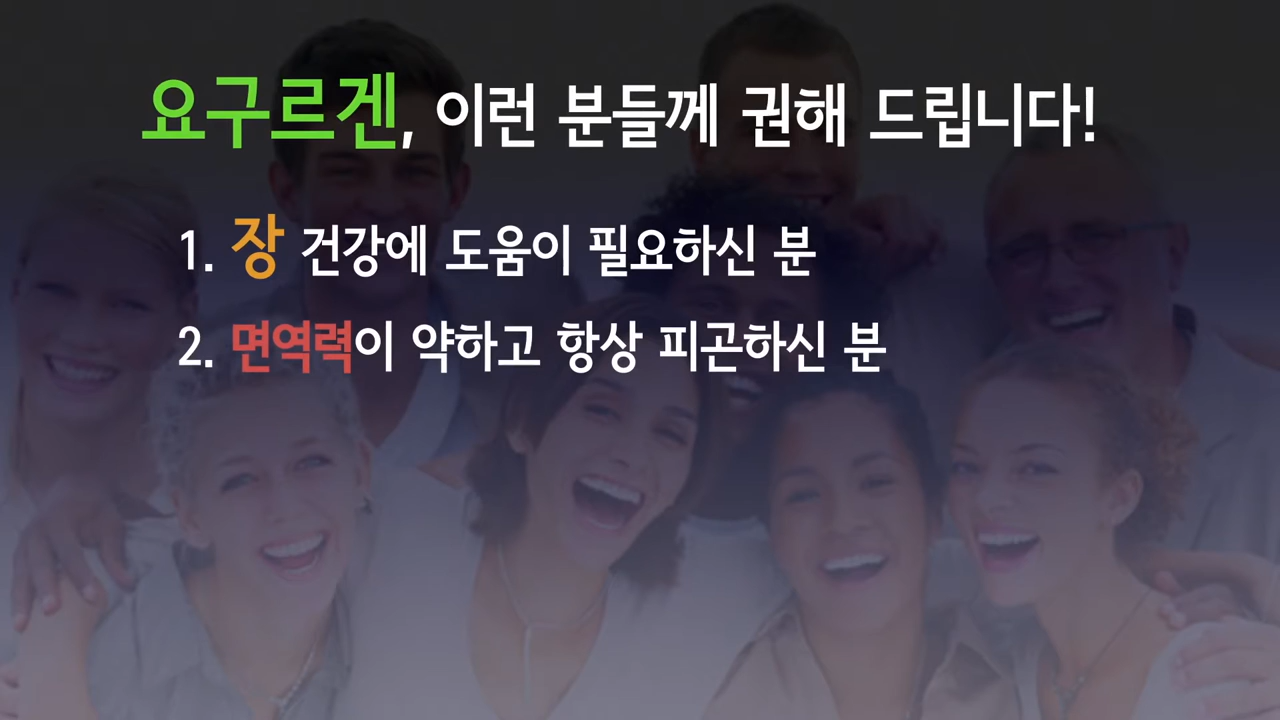 요구르겐, 이런 분들께 권해 드립니다!
1. 장 건강에 도움이 필요하신 분
2. 면역력이 약하고 항상 피곤하신 분